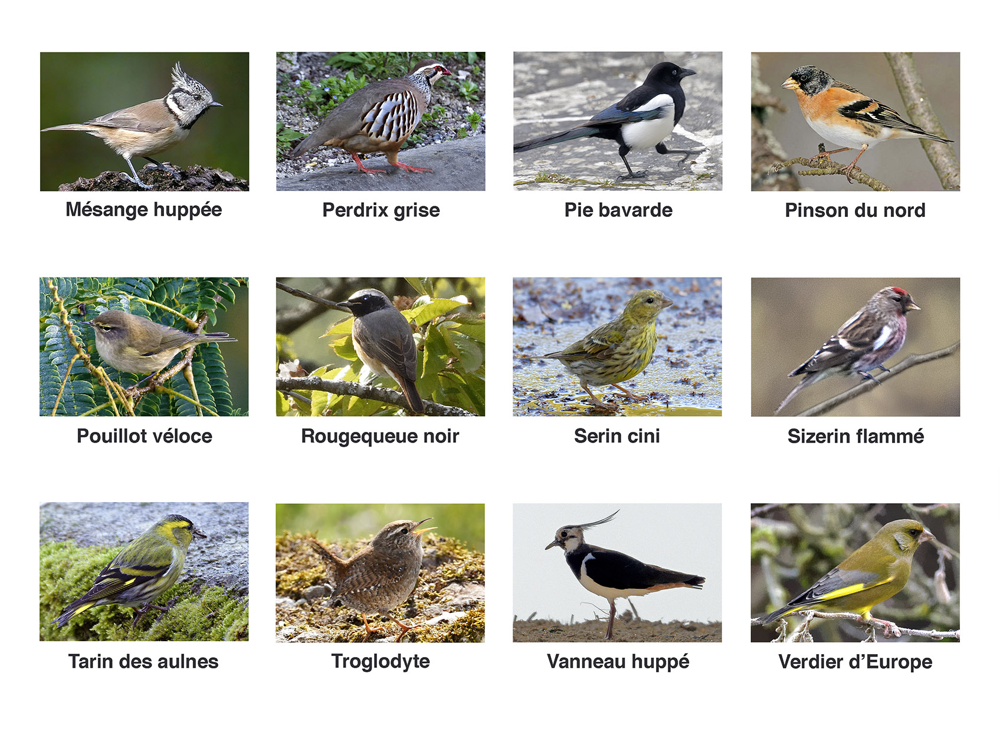 Mésange huppée
Perdrix grise
Pie bavarde
Pinson du nord
Pouillot véloce
Rougequeue noir
Serin cini
Sizerin flammé
Tarin des aulnes
Troglodyte
Vanneau huppé
Verdier d’Europe